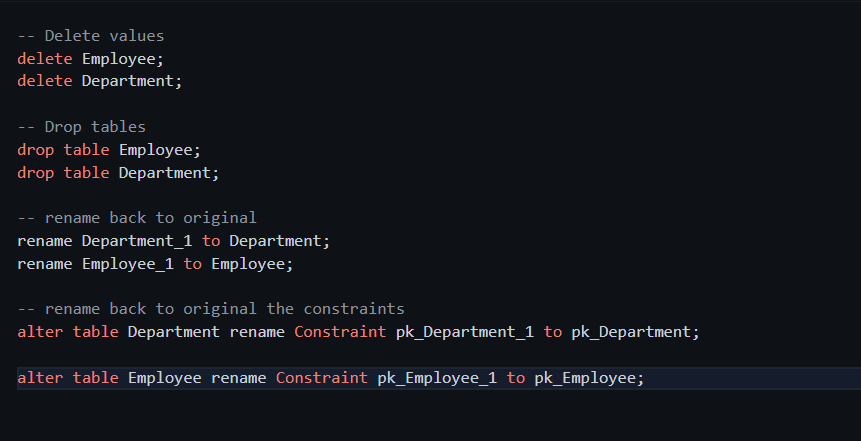 -- Delete values
delete Employee;
delete Department;
-- Drop tables
drop table Employee;
drop table Department;
-- rename back to original
rename Department_1 to Department;
rename Employee_1 to Employee;
-- rename back to original the constraints
alter table Department rename Constraint pk_Department_1 to pk_Department;
alter table Employee rename Constraint pk_Employee_1 to pk_Employee;